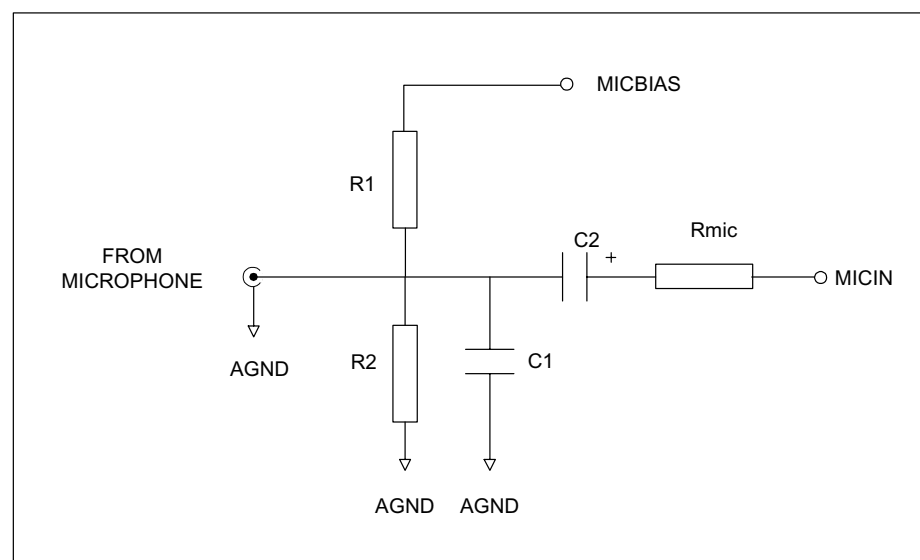 MICBIAS
R1
FROM
MICROPHONE
C2
+
Rmic
MICIN
AGND
R2
C1
AGND
AGND